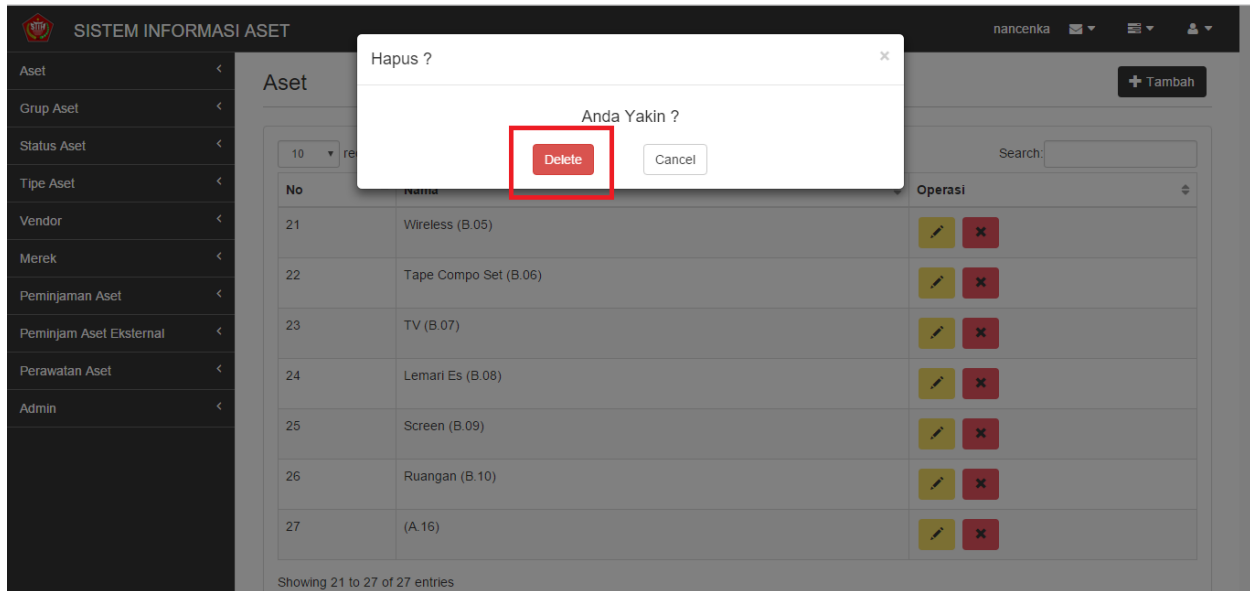 SISTEM INFORMASI ASET
nancenka
Hapus ?
×
Anda Yakin ?
Delete
Cancel
Aset
Grup Aset
Status Aset
Tipe Aset
Vendor
Merek
Peminjaman Aset
Peminjam Aset Eksternal
Perawatan Aset
Admin
Aset
Tambah
10
Search:
No Nama Operasi
21 Wireless (B.05)
22 Tape Compo Set (B.06)
23 TV (B.07)
24 Lemari Es (B.08)
25 Screen (B.09)
26 Ruangan (B.10)
27 (A.16)
Showing 21 to 27 of 27 entries